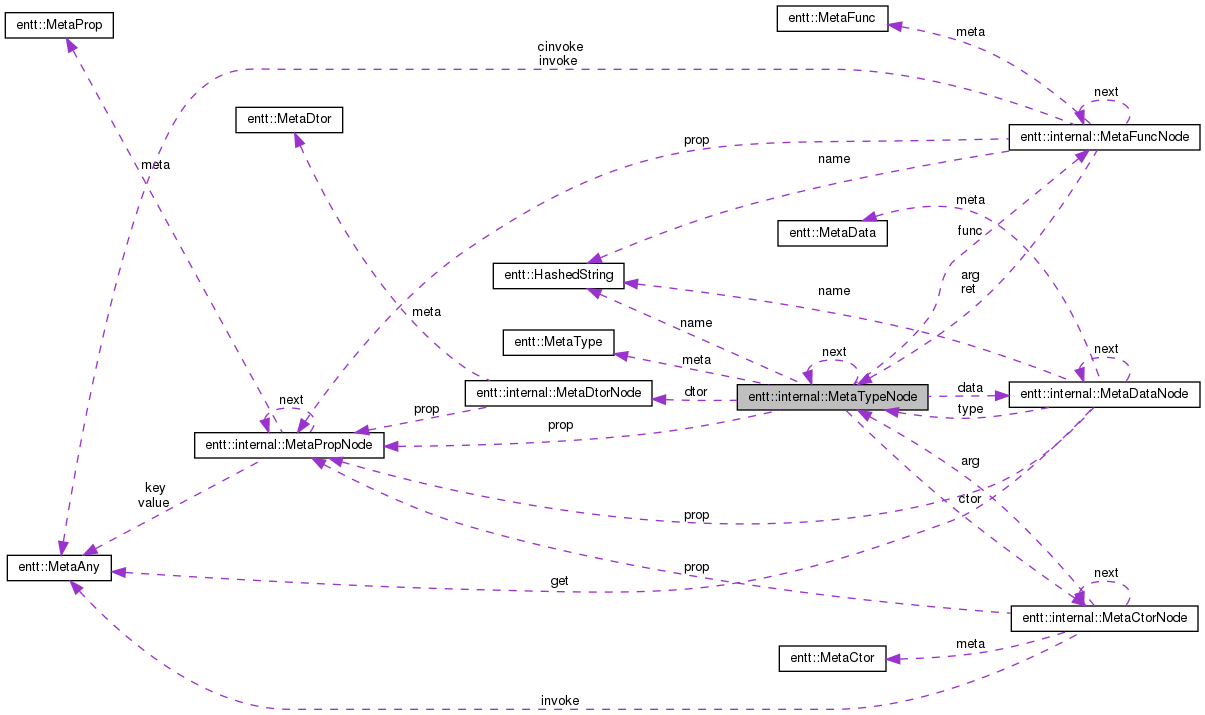 entt::MetaProp
entt::MetaFunc
meta
cinvoke
invoke
next
entt::MetaDtor
entt::internal::MetaFuncNode
prop
name
meta
meta
entt::MetaData
func
entt::HashedString
arg
ret
name
meta
name
entt::MetaType
next
next
meta
entt::internal::MetaDtorNode
dtor
entt::internal::MetaTypeNode
data
entt::internal::MetaDataNode
next
prop
type
prop
entt::internal::MetaPropNode
arg
key
value
ctor
prop
entt::MetaAny
get
prop
next
entt::internal::MetaCtorNode
meta
entt::MetaCtor
invoke